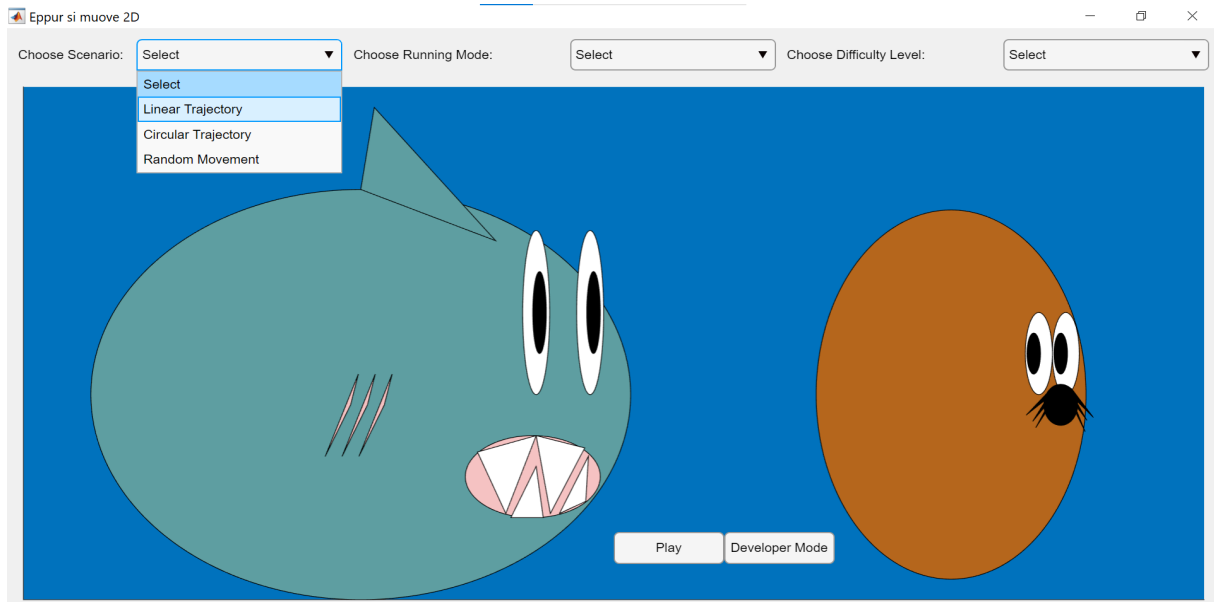 Eppur si muove 2D
Choose Scenario: Select Choose Running Mode: Select Choose Difficulty Level: Select
Select
Linear Trajectory
Circular Trajectory
Random Movement
Play Developer Mode